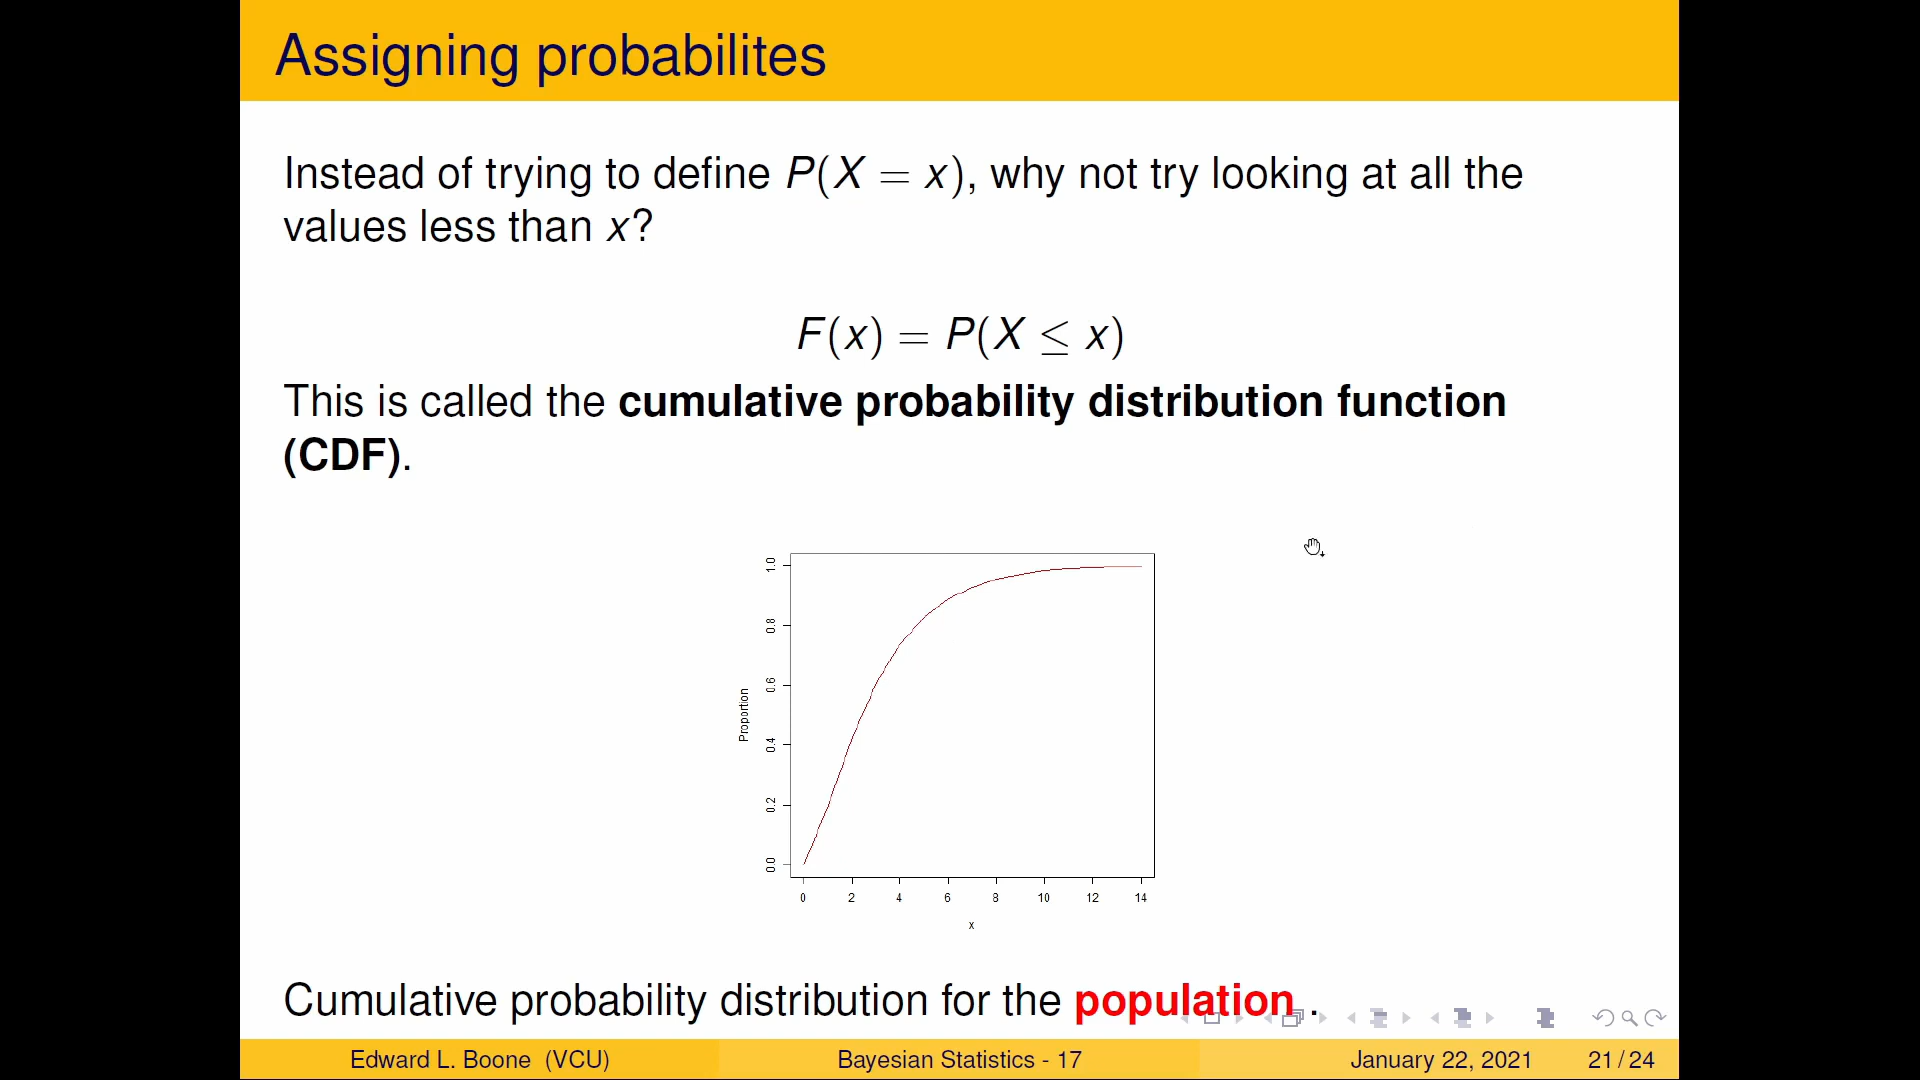 Assigning probabilites
Instead of trying to define P(X = x), why not try looking at all the
values less than x?
F(x) = P(X ≤ x)
This is called the cumulative probability distribution function
(CDF).
1.0
0.8
0.6
0.4
0.2
0.0
Proportion
0 2 4 6 8 10 12 14
x
Cumulative probability distribution for the population.
Edward L. Boone (VCU) Bayesian Statistics - 17 January 22, 2021 21 / 24